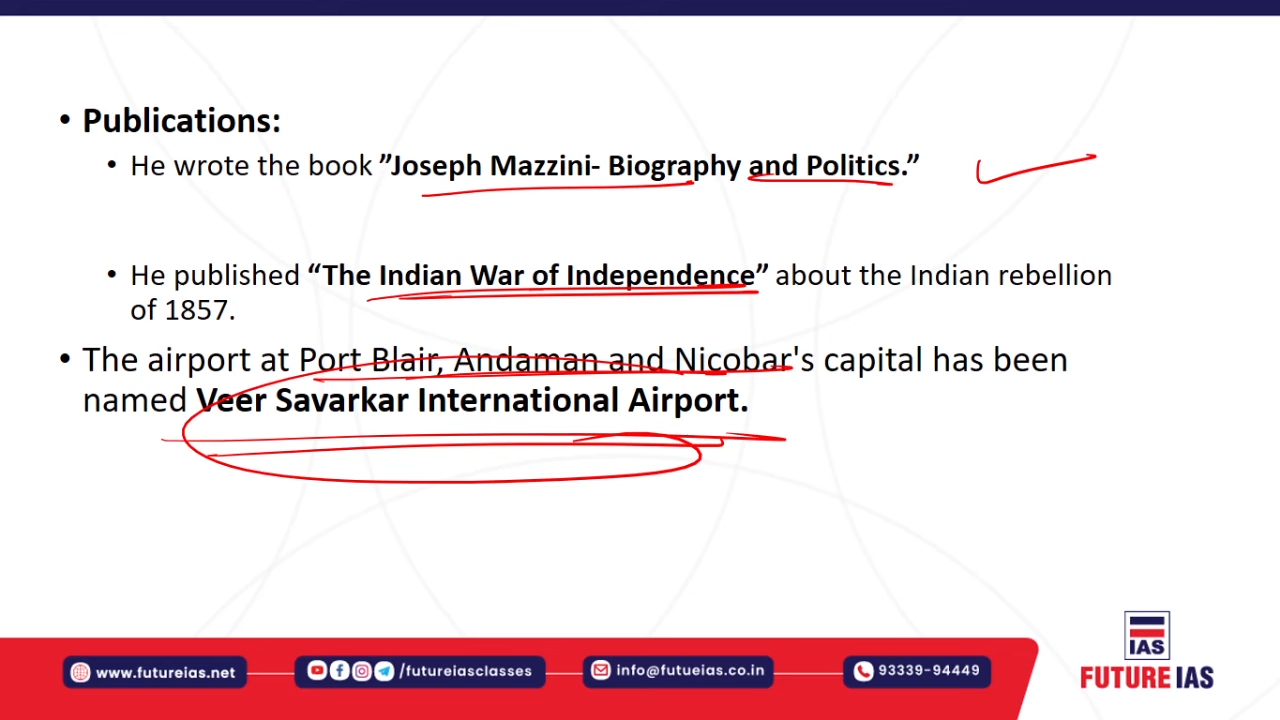 • Publications:
• He wrote the book ”Joseph Mazzini- Biography and Politics.”
• He published “The Indian War of Independence” about the Indian rebellion
of 1857.
• The airport at Port Blair, Andaman and Nicobar's capital has been
named Veer Savarkar International Airport.
IAS
FUTURE IAS
www.futureias.net
/futureiasclasses
info@futueias.co.in
93339-94449